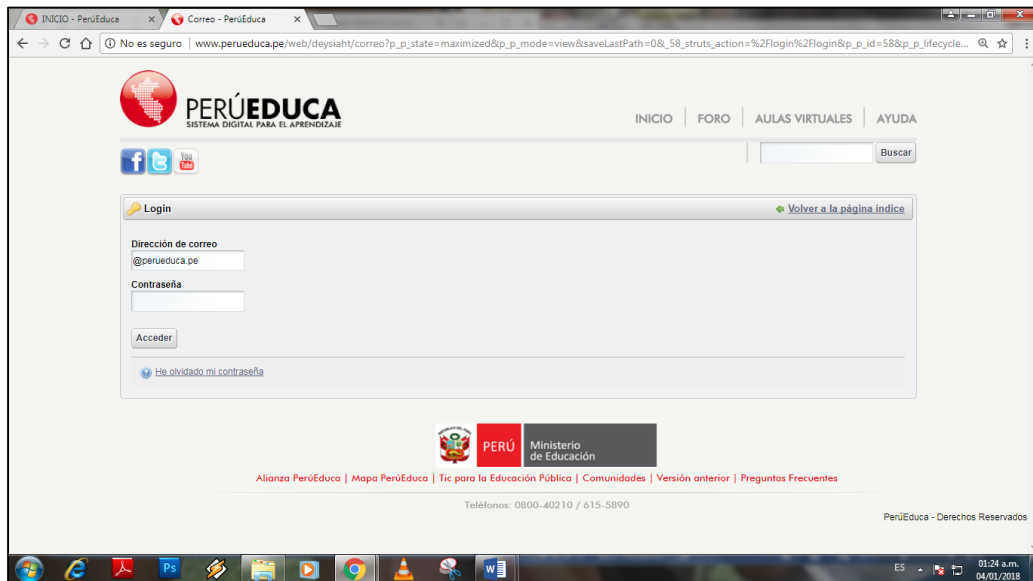 INICIO - PerúEduca
Correo - PerúEduca
No es seguro | www.perueduca.pe/web/deysiaht/correo?p_p_state=maximized&p_p_mode=view&saveLastPath=0&_58_struts_action=%2Flogin%2Flogin&p_p_id=58&p_p_lifecycle...
PERÚEDUCA
SISTEMA DIGITAL PARA EL APRENDIZAJE
INICIO | FORO | AULAS VIRTUALES | AYUDA
f t You Tube
Buscar
Login
Volver a la página índice
Dirección de correo
@perueduca.pe
Contraseña
Acceder
He olvidado mi contraseña
PERÚ Ministerio
de Educación
Alianza PerúEduca | Mapa PerúEduca | Tic para la Educación Pública | Comunidades | Versión anterior | Preguntas Frecuentes
Teléfonos: 0800-40210 / 615-5890
PerúEduca - Derechos Reservados
Ps
W
ES
01:24 a.m.
04/01/2018